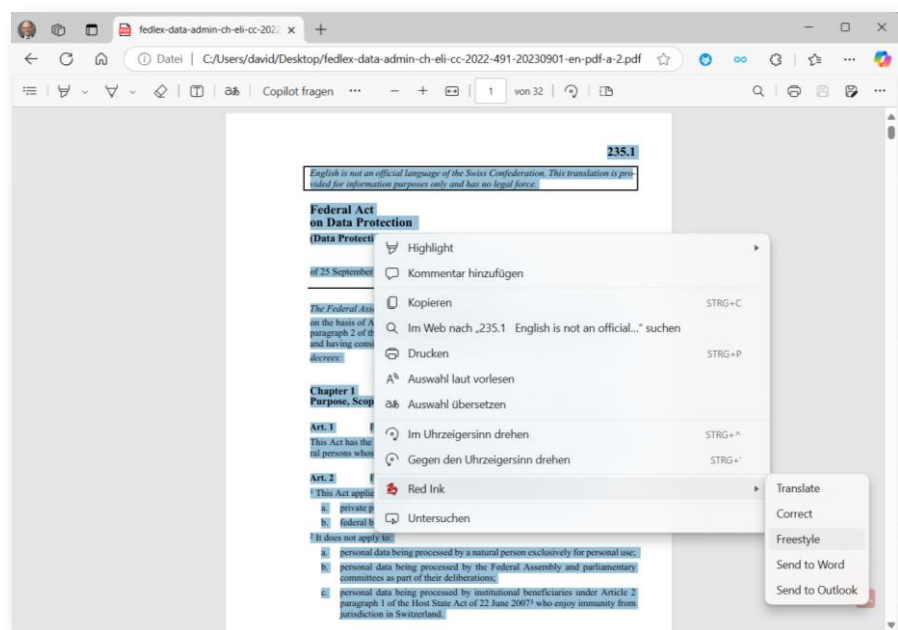 fedlex-data-admin-ch-eli-cc-2022
Datei | C:/Users/david/Desktop/fedlex-data-admin-ch-eli-cc-2022-491-20230901-en-pdf-a-2.pdf
Copilot fragen 1 von 32
235.1
English is not an official language of the Swiss Confederation. This translation is pro-
vided for information purposes only and has no legal force.
Federal Act
on Data Protection
(Data Protecti
of 25 September
The Federal Ass
on the basis of A
paragraph 2 of th
and having consi
decrees:
Chapter 1
Purpose, Scop
Art. 1
This Act has the
ral persons whos
Art. 2
1 This Act applie
a. private p
b. federal b
2 It does not apply to:
a. personal data being processed by a natural person exclusively for personal use;
b. personal data being processed by the Federal Assembly and parliamentary
committees as part of their deliberations;
c. personal data being processed by institutional beneficiaries under Article 2
paragraph 1 of the Host State Act of 22 June 2007³ who enjoy immunity from
jurisdiction in Switzerland.
Highlight
Kommentar hinzufügen
Kopieren STRG+C
Im Web nach „235.1 English is not an official...“ suchen
Drucken STRG+P
Auswahl laut vorlesen
Auswahl übersetzen
Im Uhrzeigersinn drehen STRG+^
Gegen den Uhrzeigersinn drehen STRG+'
Red Ink
Untersuchen
Translate
Correct
Freestyle
Send to Word
Send to Outlook